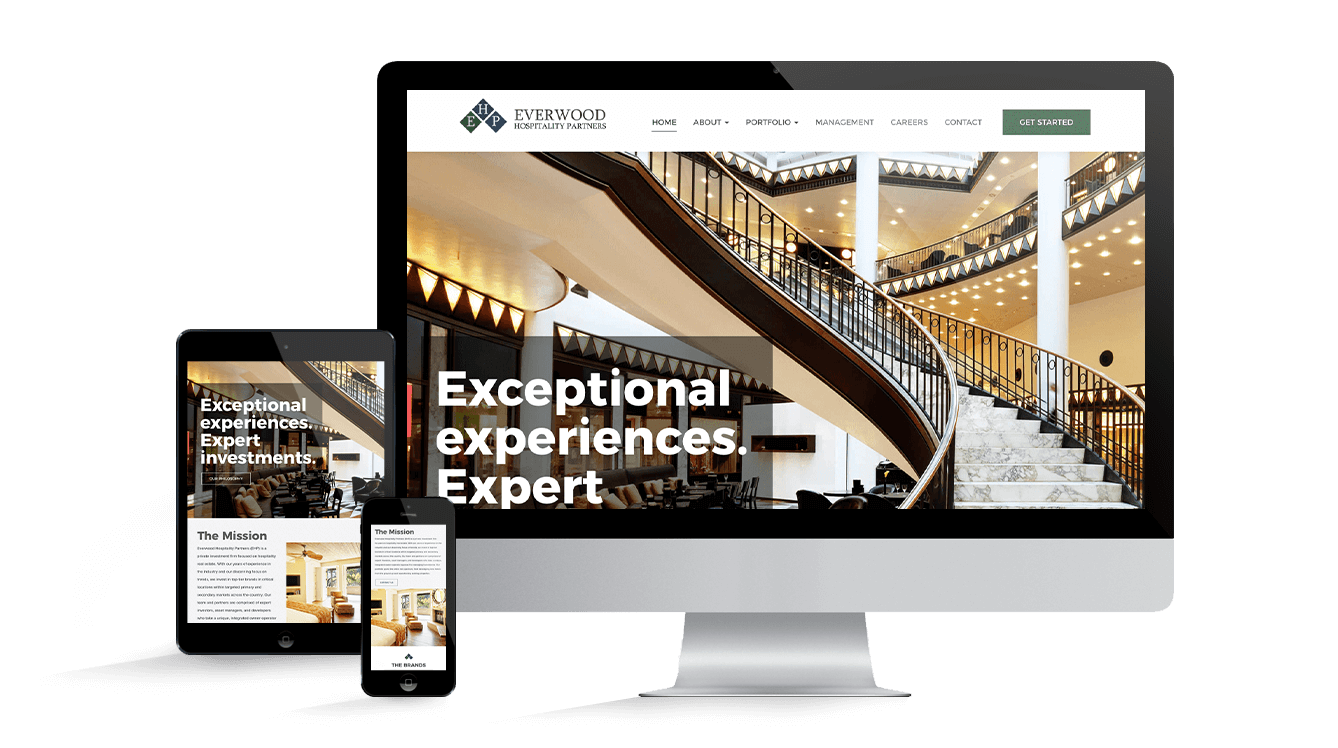 E H P
EVERWOOD
HOSPITALITY PARTNERS
HOME ABOUT PORTFOLIO MANAGEMENT CAREERS CONTACT GET STARTED
Exceptional
experiences.
Expert
Exceptional
experiences.
Expert
investments.
OUR PHILOSOPHY
The Mission
Everwood Hospitality Partners (EHP) is a
private investment firm focused on hospitality
real estate. With our years of experience in
the industry and our discerning focus on
trends, we invest in top tier brands in critical
locations within targeted primary and
secondary markets across the country. Our
team and partners are comprised of expert
investors, asset managers, and developers
who take a unique, integrated owner-operator
The Mission
CONTACT US
THE BRANDS